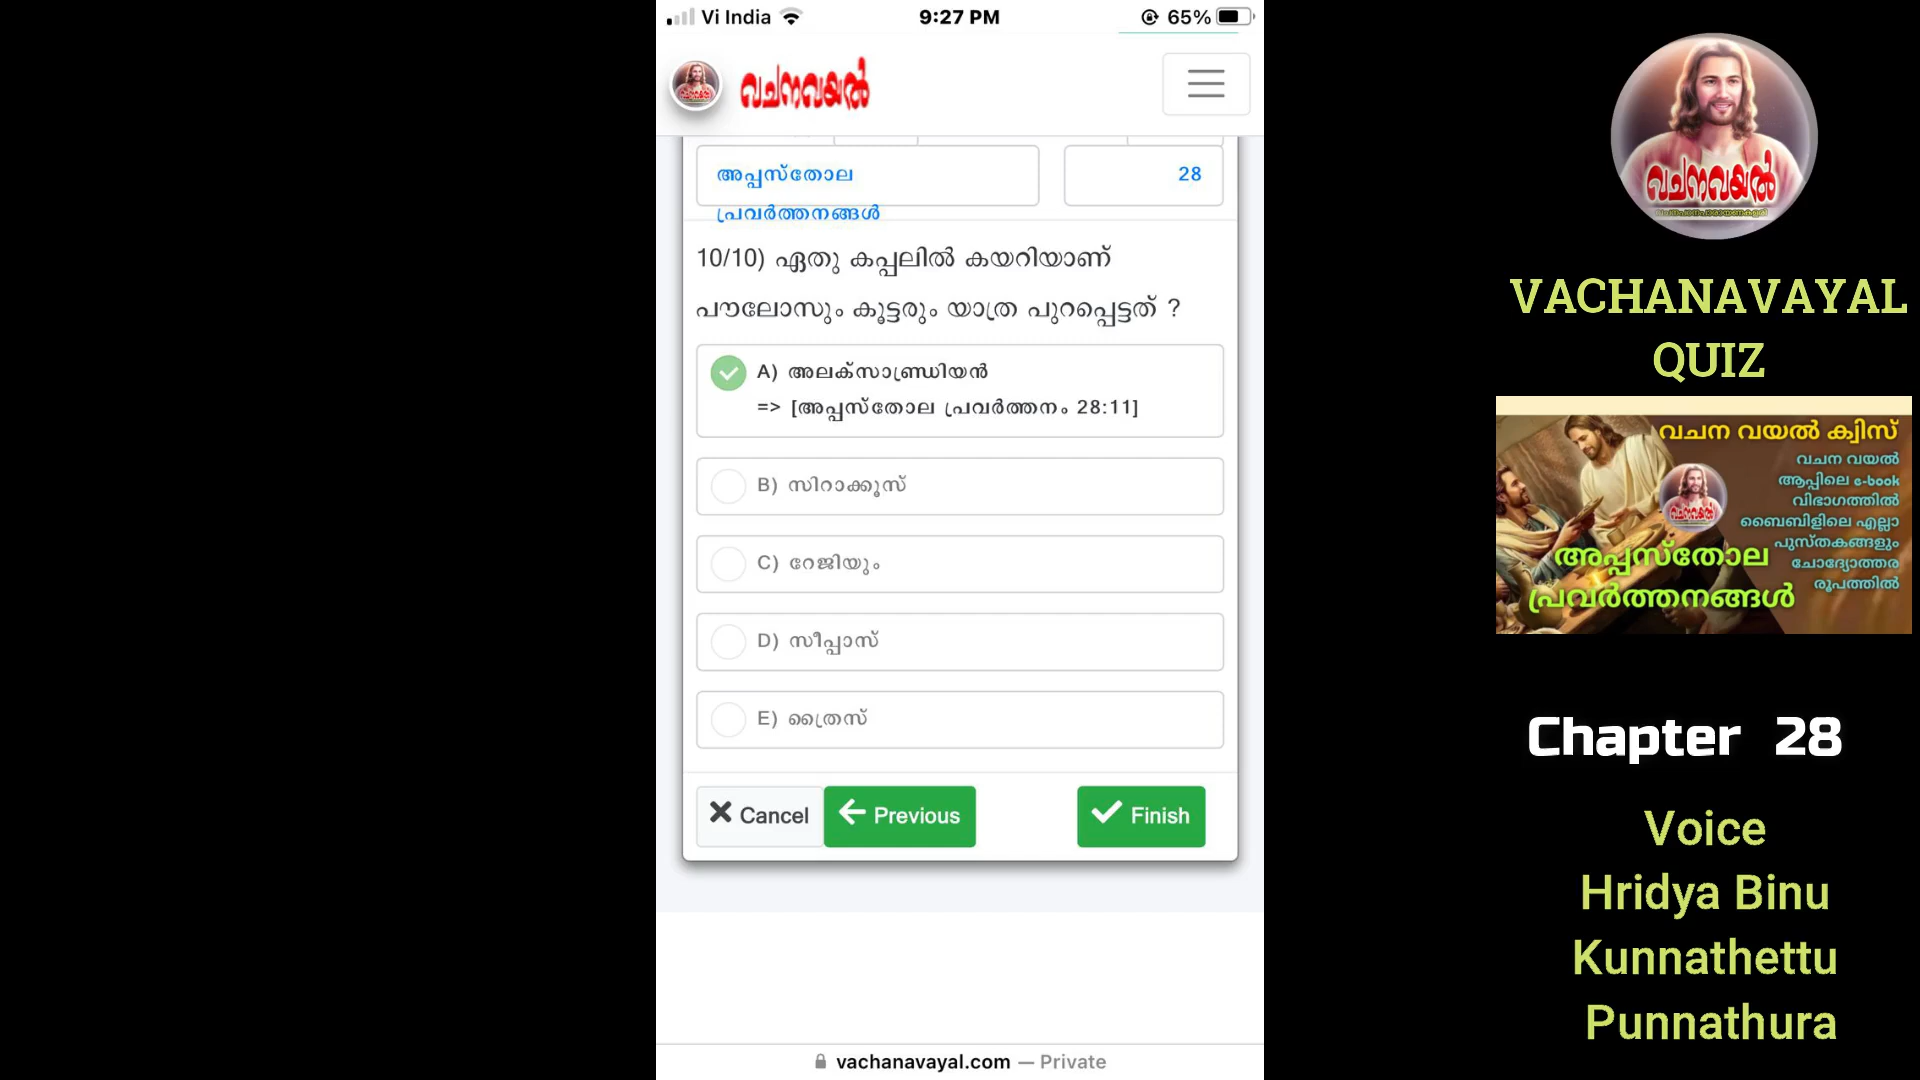 Vi India
9:27 PM
65%
വചനവയൽ
അപ്പസ്തോല
28
പ്രവർത്തനങ്ങൾ
10/10) ഏതു കപ്പലിൽ കയറിയാണ്
പൗലോസും കൂട്ടരും യാത്ര പുറപ്പെട്ടത് ?
A) അലക്സാണ്ഡ്രിയൻ
=> [അപ്പസ്തോല പ്രവർത്തനം 28:11]
B) സിറാക്കൂസ്
C) റേജിയും
D) സീപ്പാസ്
E) ത്രൈസ്
Cancel
Previous
Finish
vachanavayal.com — Private
വചനവയൽ
VACHANAVAYAL
QUIZ
വചന വയൽ ക്വിസ്
വചന വയൽ
ആപ്പിലെ e-book
വിഭാഗത്തിൽ
ബൈബിളിലെ എല്ലാ
പുസ്തകങ്ങളും
ചോദ്യോത്തര
രൂപത്തിൽ
വചനവയൽ
അപ്പസ്തോല
പ്രവർത്തനങ്ങൾ
Chapter 28
Voice
Hridya Binu
Kunnathettu
Punnathura